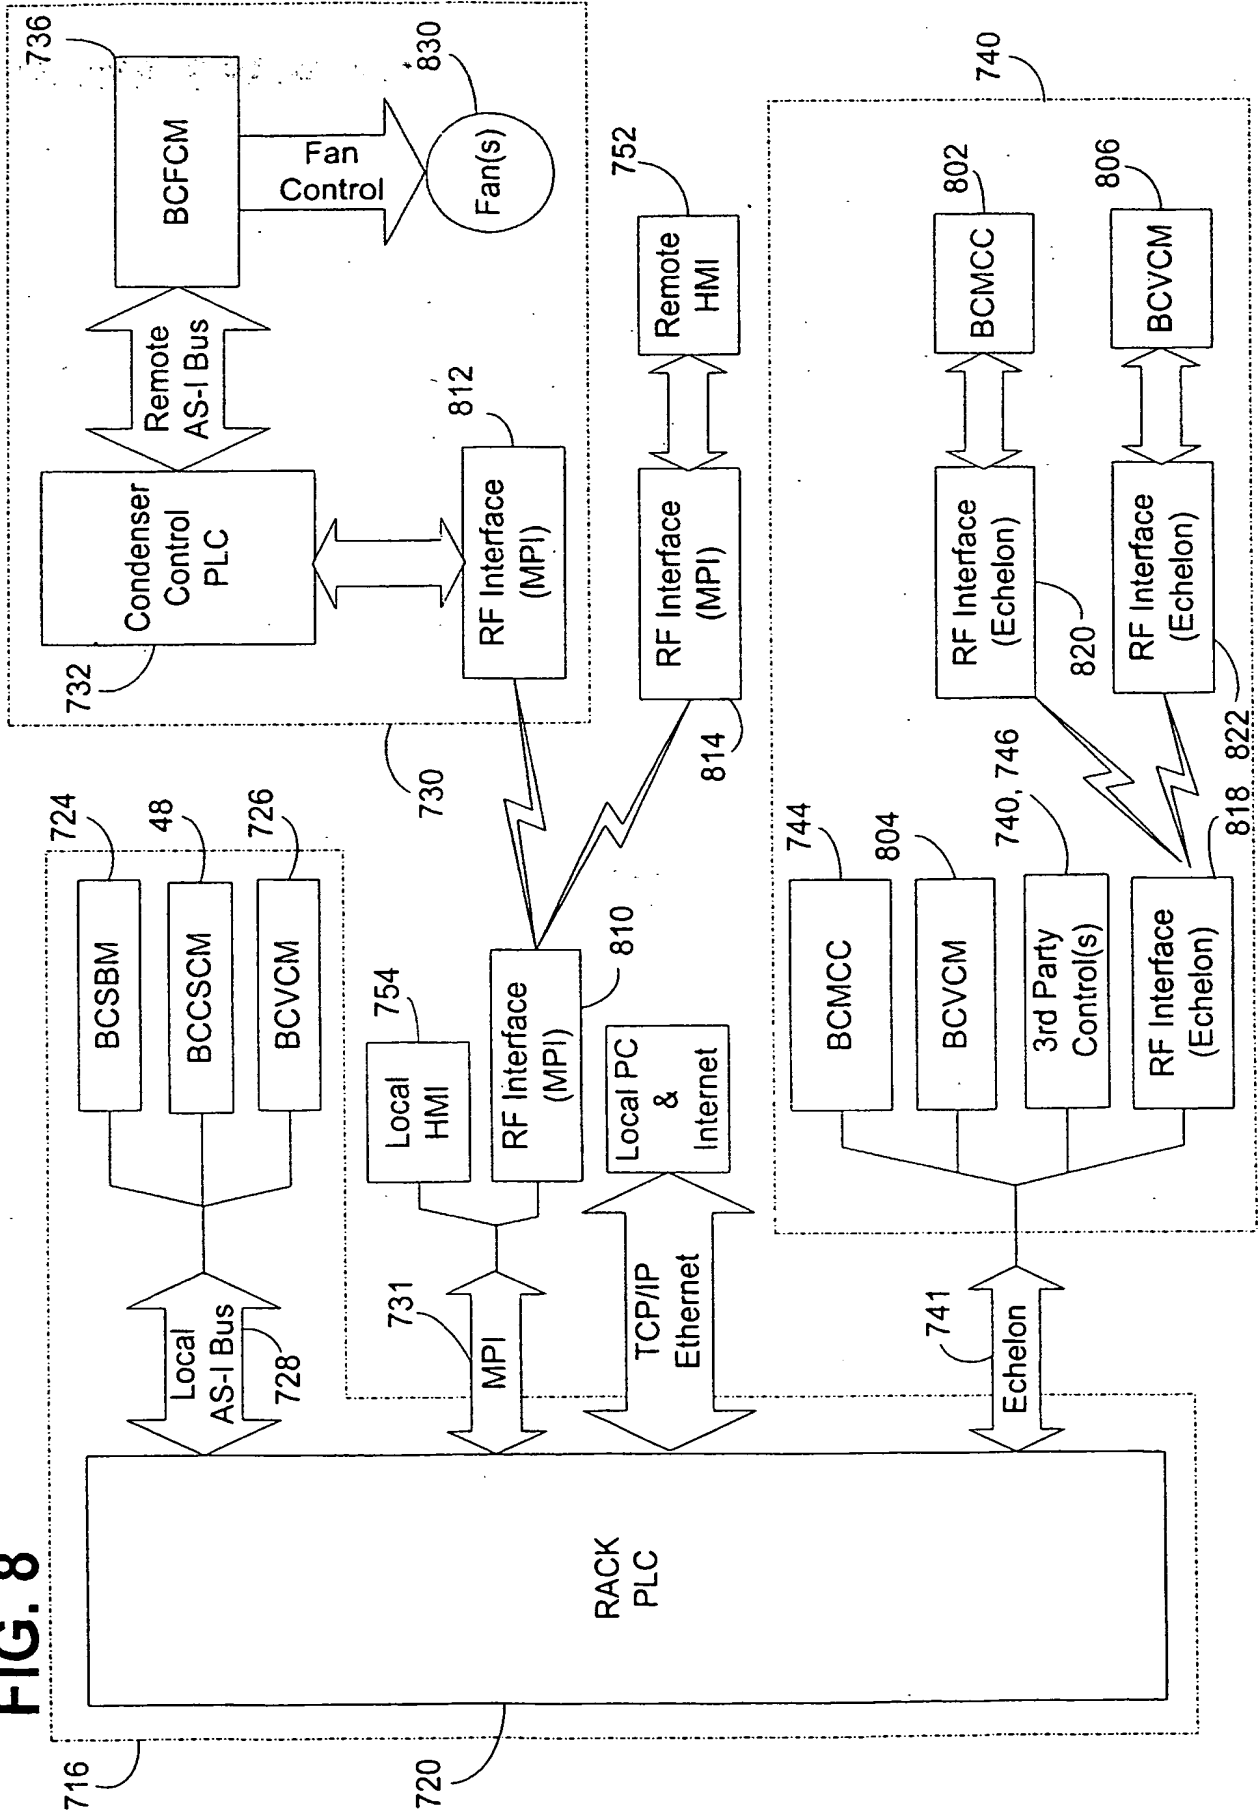 FIG. 8
716
720
RACK
PLC
Local
AS-I Bus
728
724
BCSBM
48
BCCSCM
726
BCVCM
731
MPI
754
Local
HMI
RF Interface
(MPI)
810
TCP/IP
Ethernet
Local PC
&
Internet
741
Echelon
744
BCMCC
804
BCVCM
740, 746
3rd Party
Control(s)
818
RF Interface
(Echelon)
730
732
Condenser
Control
PLC
Remote
AS-I Bus
736
BCFCM
Fan
Control
830
Fan(s)
812
RF Interface
(MPI)
814
RF Interface
(MPI)
752
Remote
HMI
740
820
RF Interface
(Echelon)
802
BCMCC
822
RF Interface
(Echelon)
806
BCVCM